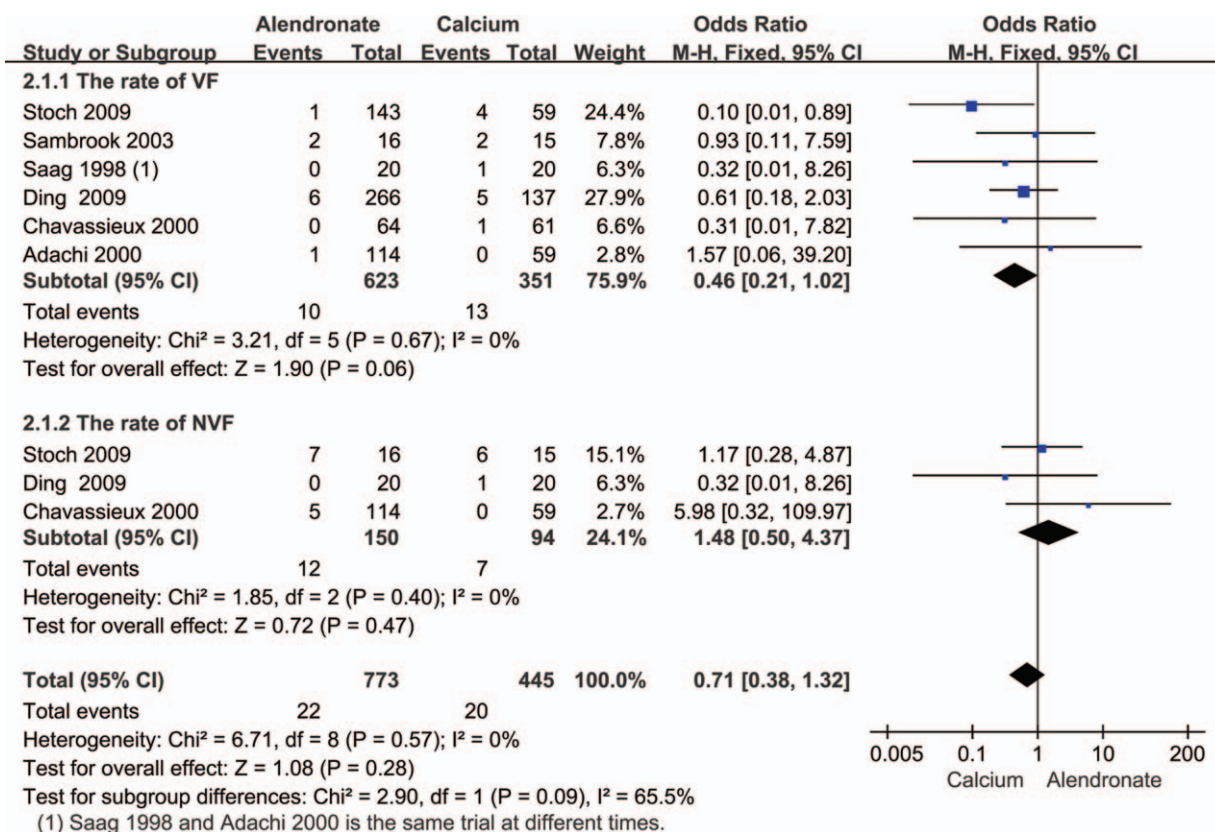 Alendronate Calcium Odds Ratio Odds Ratio
Study or Subgroup Events Total Events Total Weight M-H, Fixed, 95% CI M-H, Fixed, 95% CI
2.1.1 The rate of VF
Stoch 2009 1 143 4 59 24.4% 0.10 [0.01, 0.89]
Sambrook 2003 2 16 2 15 7.8% 0.93 [0.11, 7.59]
Saag 1998 (1) 0 20 1 20 6.3% 0.32 [0.01, 8.26]
Ding 2009 6 266 5 137 27.9% 0.61 [0.18, 2.03]
Chavassieux 2000 0 64 1 61 6.6% 0.31 [0.01, 7.82]
Adachi 2000 1 114 0 59 2.8% 1.57 [0.06, 39.20]
Subtotal (95% CI) 623 351 75.9% 0.46 [0.21, 1.02]
Total events 10 13
Heterogeneity: Chi² = 3.21, df = 5 (P = 0.67); I² = 0%
Test for overall effect: Z = 1.90 (P = 0.06)
2.1.2 The rate of NVF
Stoch 2009 7 16 6 15 15.1% 1.17 [0.28, 4.87]
Ding 2009 0 20 1 20 6.3% 0.32 [0.01, 8.26]
Chavassieux 2000 5 114 0 59 2.7% 5.98 [0.32, 109.97]
Subtotal (95% CI) 150 94 24.1% 1.48 [0.50, 4.37]
Total events 12 7
Heterogeneity: Chi² = 1.85, df = 2 (P = 0.40); I² = 0%
Test for overall effect: Z = 0.72 (P = 0.47)
Total (95% CI) 773 445 100.0% 0.71 [0.38, 1.32]
Total events 22 20
Heterogeneity: Chi² = 6.71, df = 8 (P = 0.57); I² = 0%
Test for overall effect: Z = 1.08 (P = 0.28)
Test for subgroup differences: Chi² = 2.90, df = 1 (P = 0.09), I² = 65.5%
(1) Saag 1998 and Adachi 2000 is the same trial at different times.
0.005 0.1 1 10 200
Calcium Alendronate